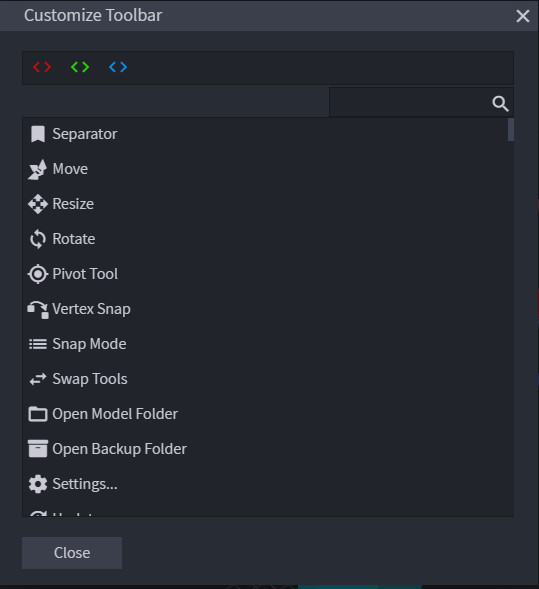 Customize Toolbar
Separator
Move
Resize
Rotate
Pivot Tool
Vertex Snap
Snap Mode
Swap Tools
Open Model Folder
Open Backup Folder
Settings...
Close